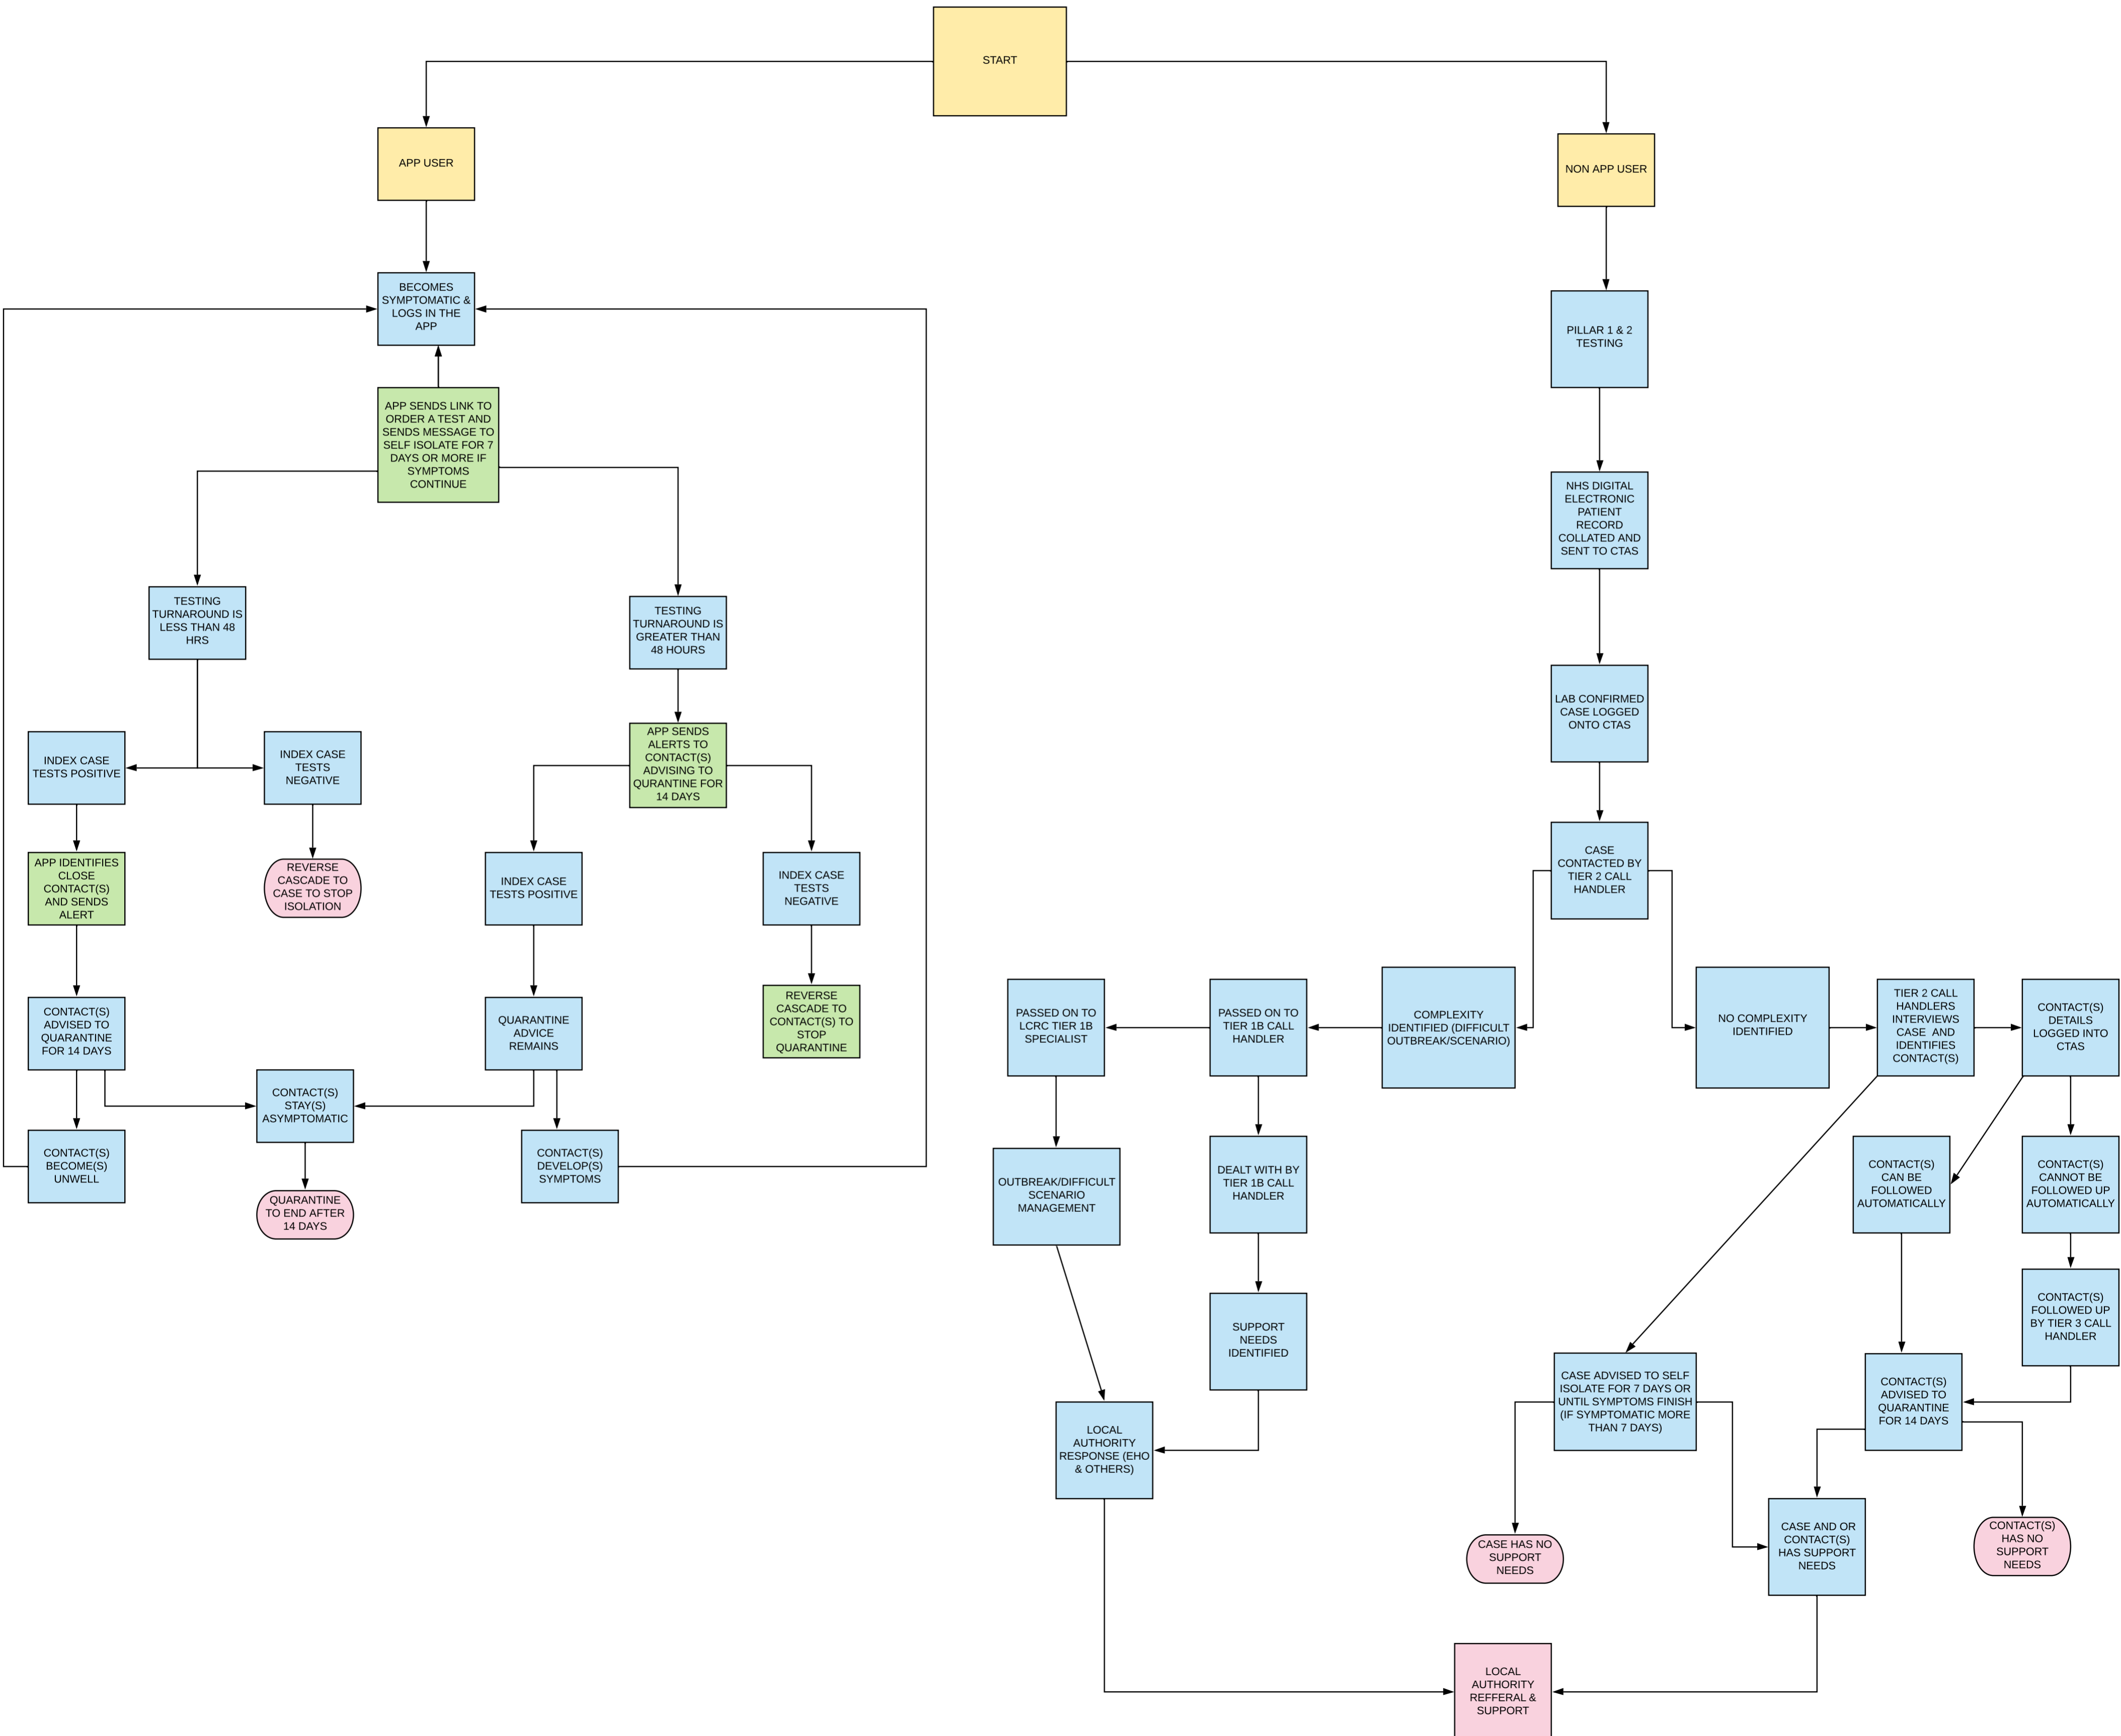 START
APP USER
NON APP USER
BECOMES
SYMPTOMATIC &
LOGS IN THE
APP
PILLAR 1 & 2
TESTING
APP SENDS LINK TO
ORDER A TEST AND
SENDS MESSAGE TO
SELF ISOLATE FOR 7
DAYS OR MORE IF
SYMPTOMS
CONTINUE
NHS DIGITAL
ELECTRONIC
PATIENT
RECORD
COLLATED AND
SENT TO CTAS
TESTING
TURNAROUND IS
LESS THAN 48
HRS
TESTING
TURNAROUND IS
GREATER THAN
48 HOURS
LAB CONFIRMED
CASE LOGGED
ONTO CTAS
INDEX CASE
TESTS POSITIVE
INDEX CASE
TESTS
NEGATIVE
APP SENDS
ALERTS TO
CONTACT(S)
ADVISING TO
QURANTINE FOR
14 DAYS
CASE
CONTACTED BY
TIER 2 CALL
HANDLER
APP IDENTIFIES
CLOSE
CONTACT(S)
AND SENDS
ALERT
REVERSE
CASCADE TO
CASE TO STOP
ISOLATION
INDEX CASE
TESTS POSITIVE
INDEX CASE
TESTS
NEGATIVE
CONTACT(S)
ADVISED TO
QUARANTINE
FOR 14 DAYS
QUARANTINE
ADVICE
REMAINS
REVERSE
CASCADE TO
CONTACT(S) TO
STOP
QUARANTINE
PASSED ON TO
LCRC TIER 1B
SPECIALIST
PASSED ON TO
TIER 1B CALL
HANDLER
COMPLEXITY
IDENTIFIED (DIFFICULT
OUTBREAK/SCENARIO)
NO COMPLEXITY
IDENTIFIED
TIER 2 CALL
HANDLERS
INTERVIEWS
CASE AND
IDENTIFIES
CONTACT(S)
CONTACT(S)
DETAILS
LOGGED INTO
CTAS
CONTACT(S)
STAY(S)
ASYMPTOMATIC
CONTACT(S)
BECOME(S)
UNWELL
CONTACT(S)
DEVELOP(S)
SYMPTOMS
QUARANTINE
TO END AFTER
14 DAYS
OUTBREAK/DIFFICULT
SCENARIO
MANAGEMENT
DEALT WITH BY
TIER 1B CALL
HANDLER
CONTACT(S)
CAN BE
FOLLOWED
AUTOMATICALLY
CONTACT(S)
CANNOT BE
FOLLOWED UP
AUTOMATICALLY
SUPPORT
NEEDS
IDENTIFIED
CONTACT(S)
FOLLOWED UP
BY TIER 3 CALL
HANDLER
CASE ADVISED TO SELF
ISOLATE FOR 7 DAYS OR
UNTIL SYMPTOMS FINISH
(IF SYMPTOMATIC MORE
THAN 7 DAYS)
CONTACT(S)
ADVISED TO
QUARANTINE
FOR 14 DAYS
LOCAL
AUTHORITY
RESPONSE (EHO
& OTHERS)
CASE HAS NO
SUPPORT
NEEDS
CASE AND OR
CONTACT(S)
HAS SUPPORT
NEEDS
CONTACT(S)
HAS NO
SUPPORT
NEEDS
LOCAL
AUTHORITY
REFFERAL &
SUPPORT